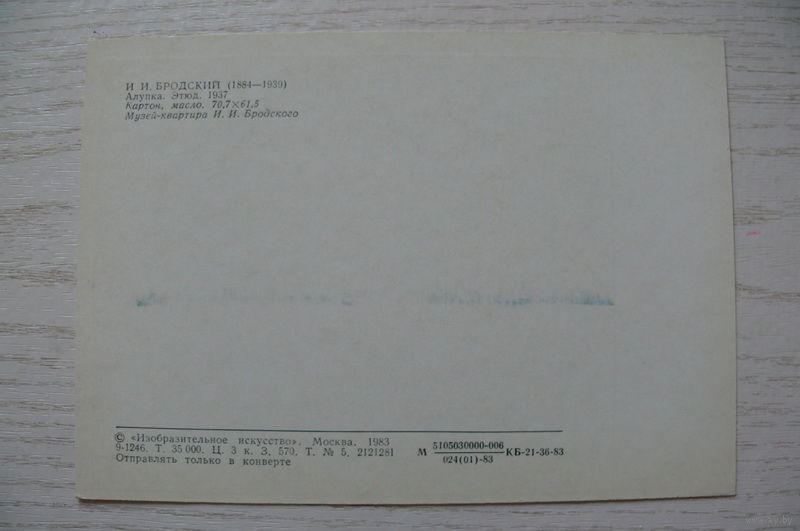 И И. БРОДСКИЙ (1884—1939)
Алупка. Этюд. 1937
Картон, масло. 70,7×61,5
Музей-квартира И. И. Бродского
© «Изобразительное искусство». Москва. 1983
9-1246. Т. 35 000. Ц. 3 к. З. 570. Т. № 5. 2121281
Отправлять только в конверте
М 5105030000-006 КБ-21-36-83
024(01)-83